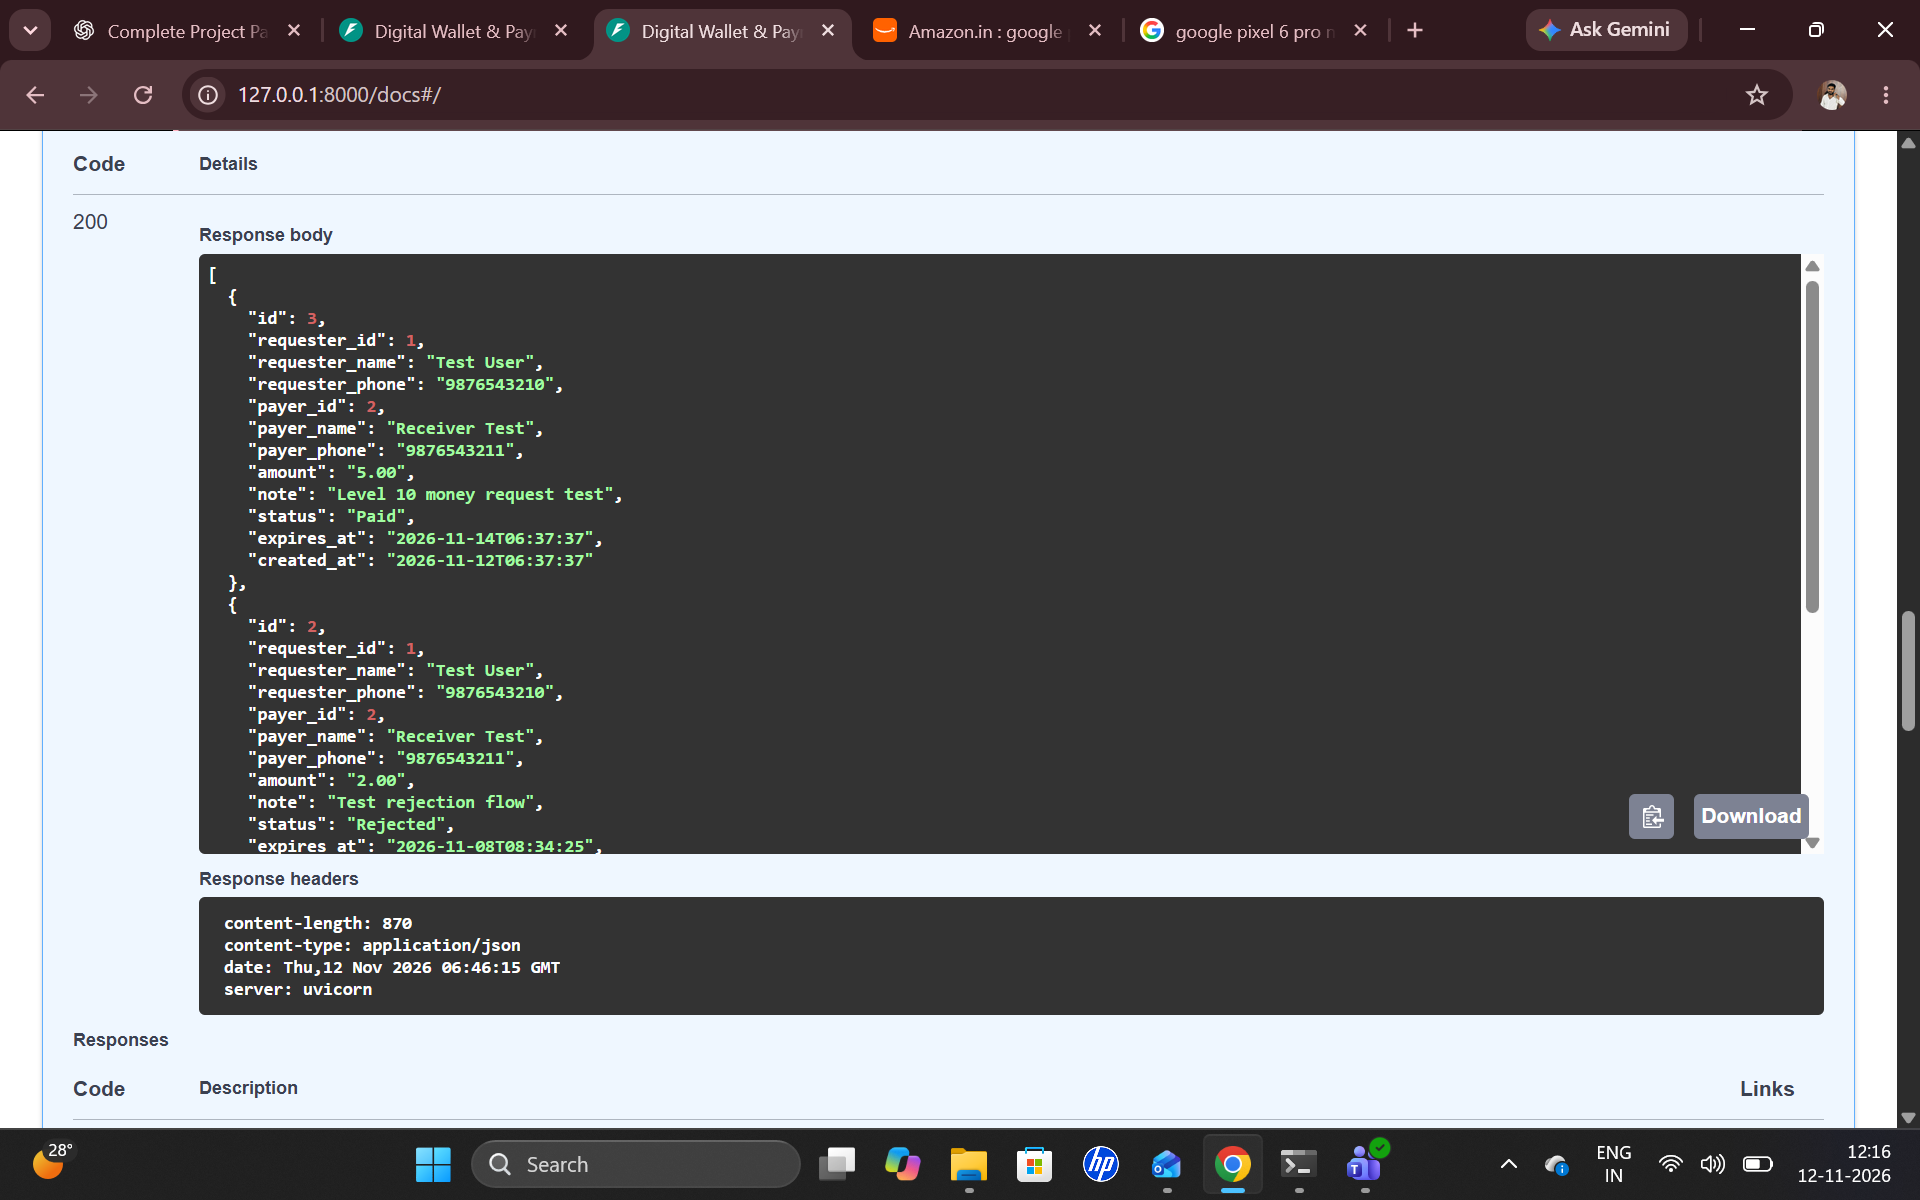 Complete Project Pa
Digital Wallet & Pay
Digital Wallet & Pay
Amazon.in : google
google pixel 6 pro
Ask Gemini
127.0.0.1:8000/docs#/
Code Details
200
Response body
[
{
"id": 3,
"requester_id": 1,
"requester_name": "Test User",
"requester_phone": "9876543210",
"payer_id": 2,
"payer_name": "Receiver Test",
"payer_phone": "9876543211",
"amount": "5.00",
"note": "Level 10 money request test",
"status": "Paid",
"expires_at": "2026-11-14T06:37:37",
"created_at": "2026-11-12T06:37:37"
},
{
"id": 2,
"requester_id": 1,
"requester_name": "Test User",
"requester_phone": "9876543210",
"payer_id": 2,
"payer_name": "Receiver Test",
"payer_phone": "9876543211",
"amount": "2.00",
"note": "Test rejection flow",
"status": "Rejected",
"expires_at": "2026-11-08T08:34:25",
Download
Response headers
content-length: 870
content-type: application/json
date: Thu,12 Nov 2026 06:46:15 GMT
server: uvicorn
Responses
Code Description Links
28°
Search
hp
ENG
IN
12:16
12-11-2026